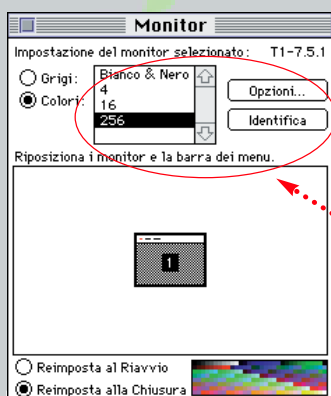 Monitor
Impostazione del monitor selezionato: T1-7.5.1
Grigi:
Colori:
Bianco & Nero
4
16
256
Opzioni...
Identifica
Riposiziona i monitor e la barra dei menu.
1
Reimposta al Riavvio
Reimposta alla Chiusura